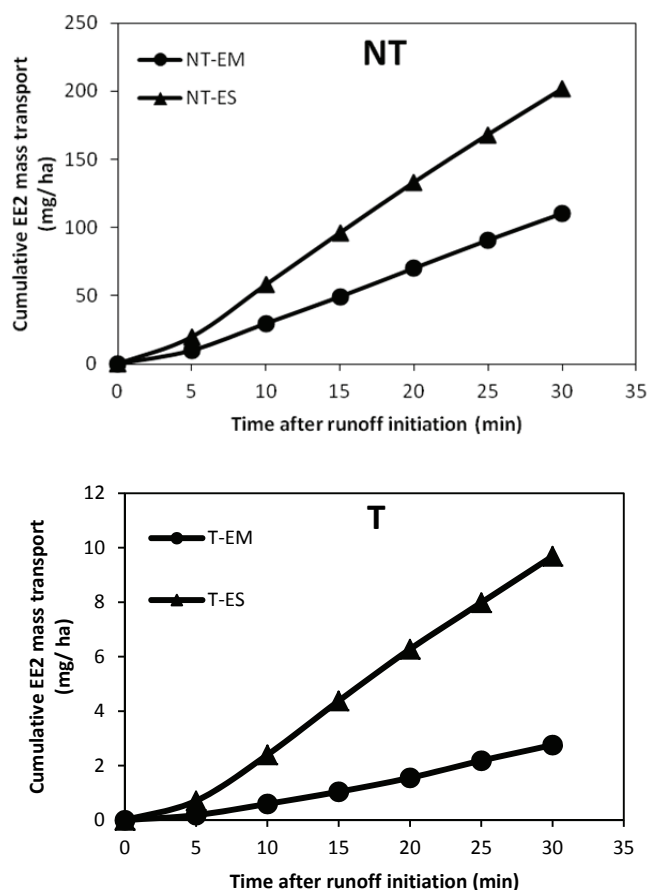 NT
NT-EM
NT-ES
250
200
150
100
50
0
Cumulative EE2 mass transport
(mg/ ha)
0 5 10 15 20 25 30 35
Time after runoff initiation (min)
T
T-EM
T-ES
12
10
8
6
4
2
0
Cumulative EE2 mass transport
(mg/ ha)
0 5 10 15 20 25 30 35
Time after runoff initiation (min)